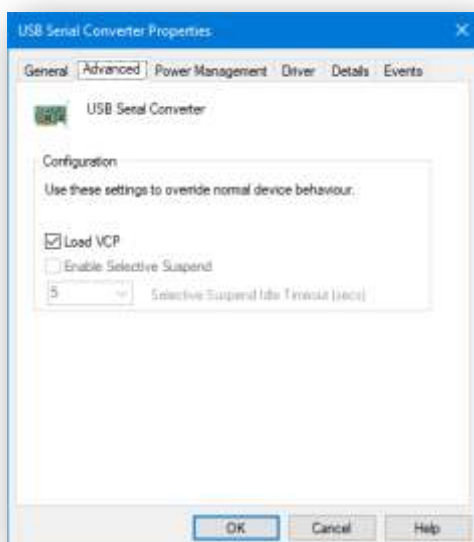 USB Serial Converter Properties
General Advanced Power Management Driver Details Events
USB Serial Converter
Configuration
Use these settings to override normal device behaviour.
Load VCP
Enable Selective Suspend
5 Selective Suspend Idle Timeout (secs)
OK Cancel Help